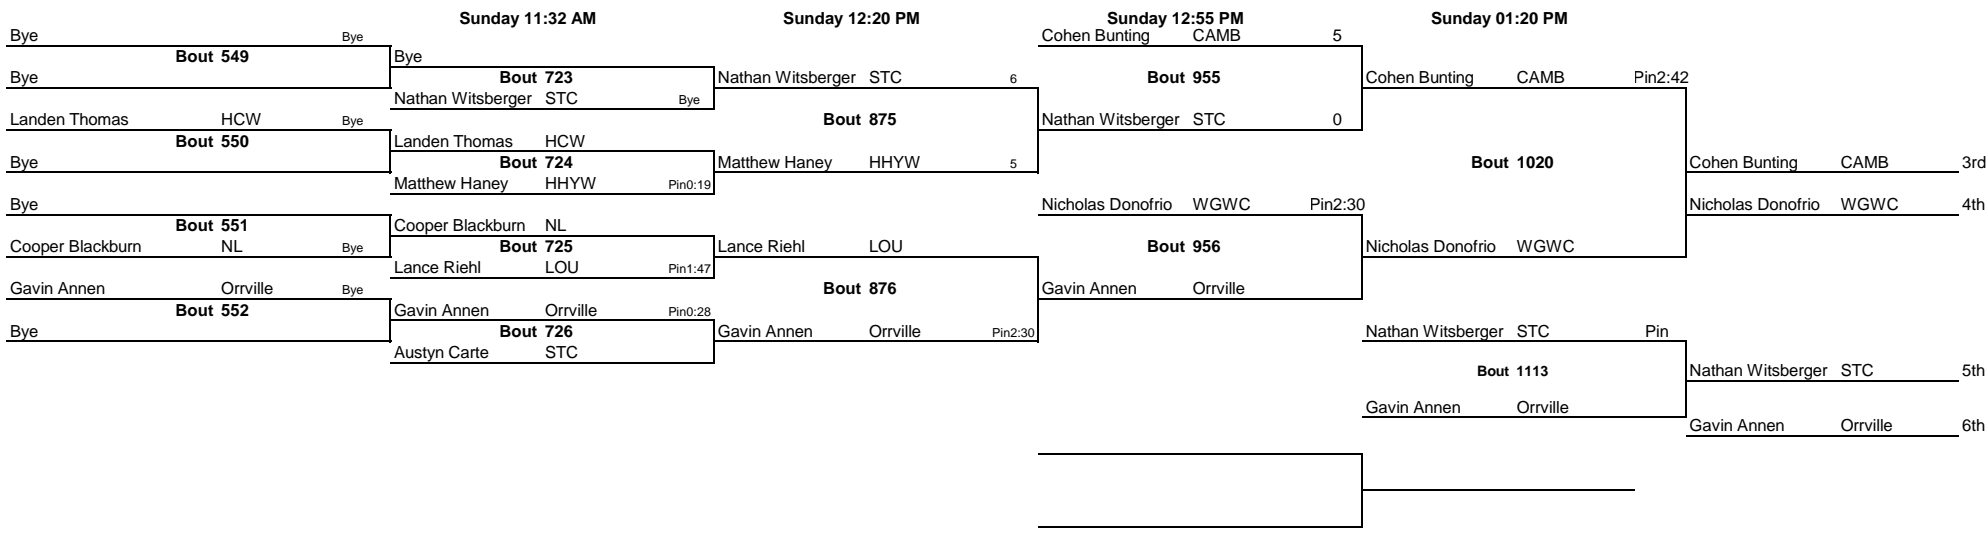 Sunday 11:32 AM Sunday 12:20 PM Sunday 12:55 PM Sunday 01:20 PM
Bye Bye Cohen Bunting CAMB 5
Bout 549 Bye
Bye Bout 723 Nathan Witsberger STC 6 Bout 955 Cohen Bunting CAMB Pin2:42
Nathan Witsberger STC Bye
Landen Thomas HCW Bye Bout 875 Nathan Witsberger STC 0
Bout 550 Landen Thomas HCW
Bye Bout 724 Matthew Haney HHYW 5 Bout 1020 Cohen Bunting CAMB 3rd
Matthew Haney HHYW Pin0:19
Bye Nicholas Donofrio WGWC Pin2:30 Nicholas Donofrio WGWC 4th
Bout 551 Cooper Blackburn NL
Cooper Blackburn NL Bye Bout 725 Lance Riehl LOU Bout 956 Nicholas Donofrio WGWC
Lance Riehl LOU Pin1:47
Gavin Annen Orrville Bye Bout 876 Gavin Annen Orrville
Bout 552 Gavin Annen Orrville Pin0:28
Bye Bout 726 Gavin Annen Orrville Pin2:30 Nathan Witsberger STC Pin
Austyn Carte STC
Bout 1113 Nathan Witsberger STC 5th
Gavin Annen Orrville
Gavin Annen Orrville 6th